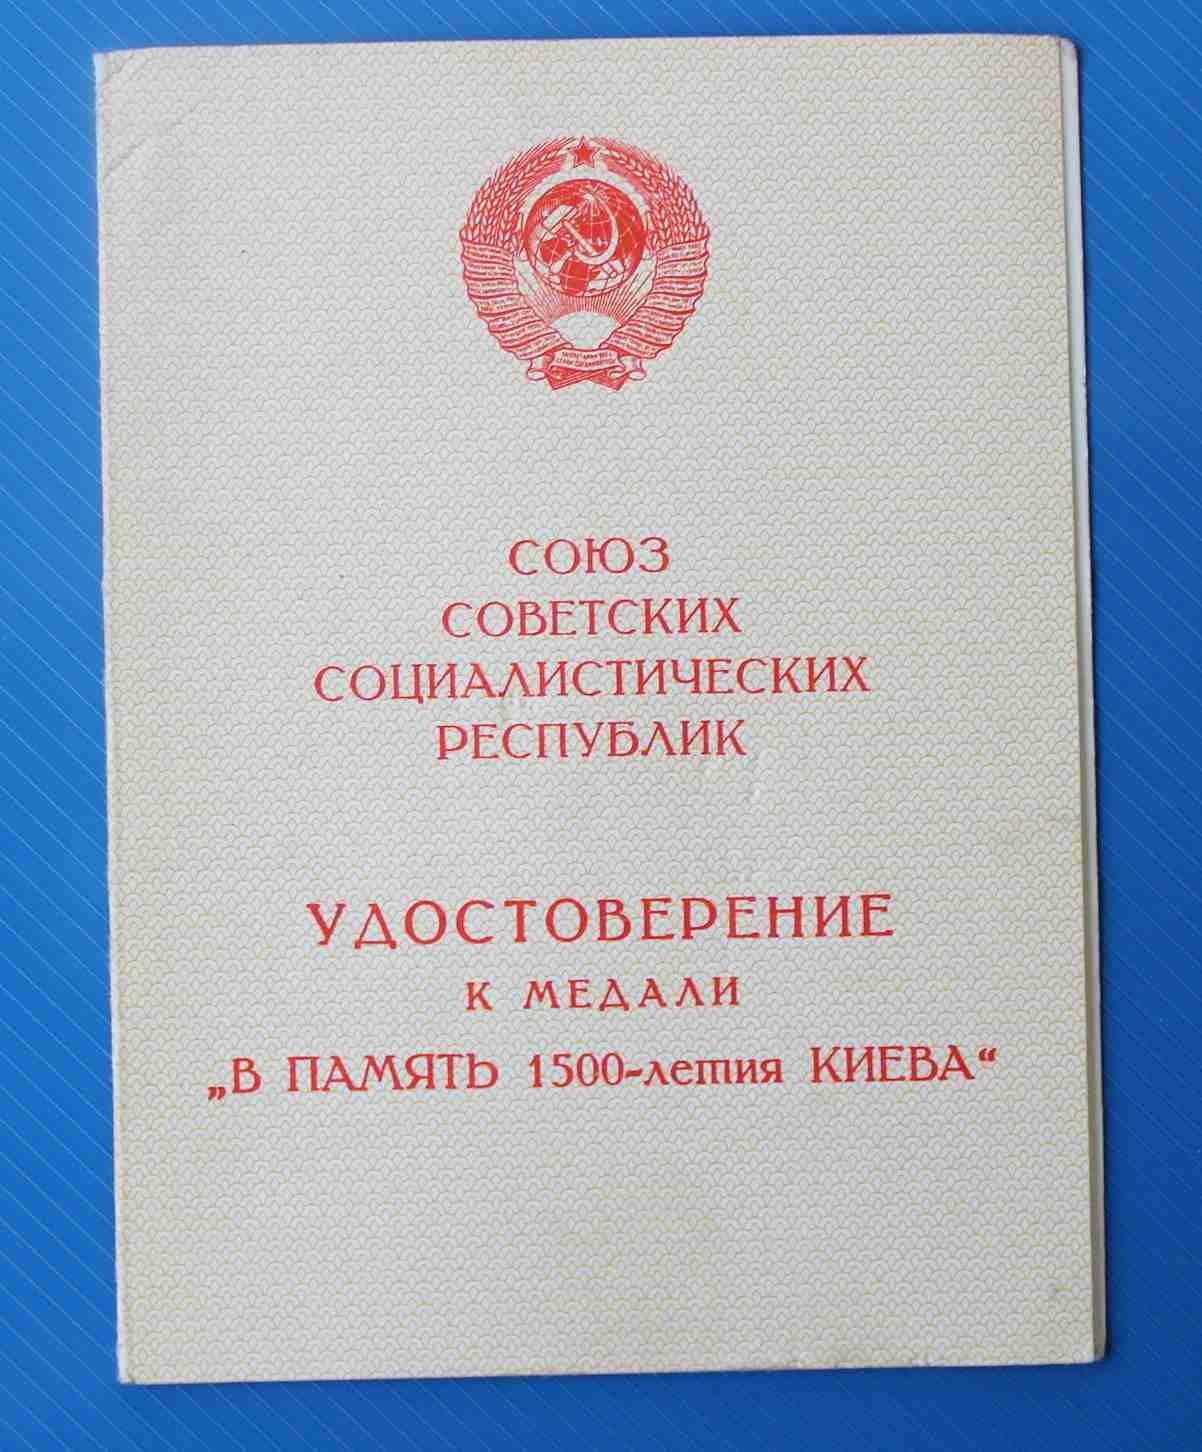 СОЮЗ
СОВЕТСКИХ
СОЦИАЛИСТИЧЕСКИХ
РЕСПУБЛИК
УДОСТОВЕРЕНИЕ
К МЕДАЛИ
„В ПАМЯТЬ 1500-летия КИЕВА“